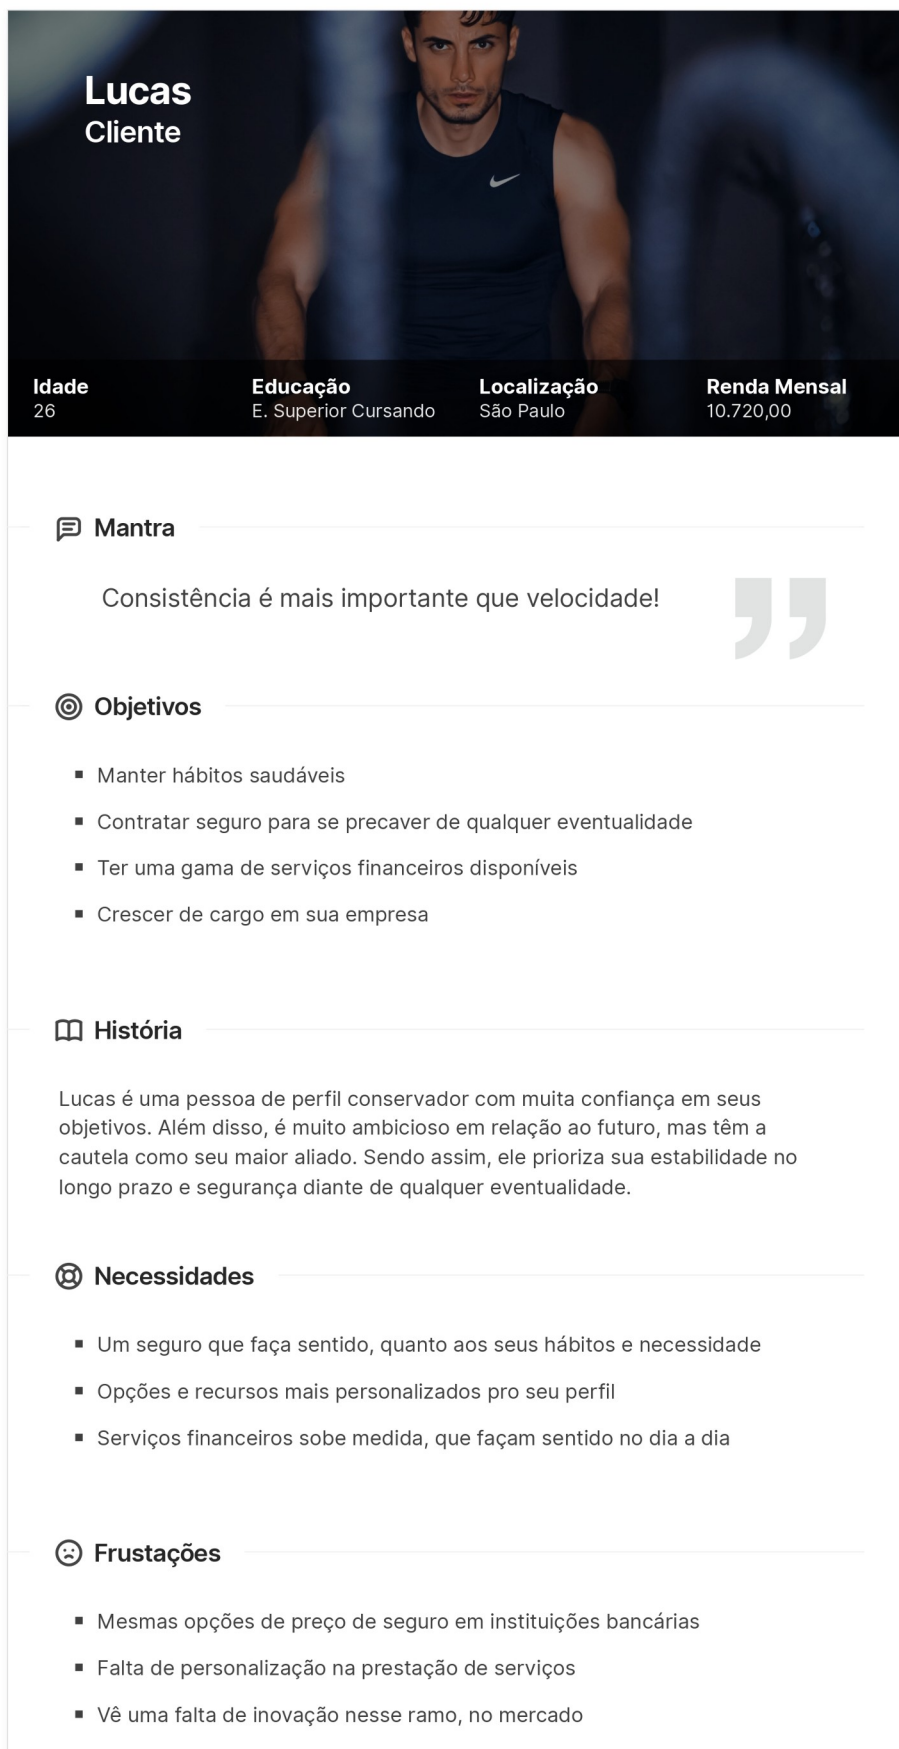 Lucas
Cliente
Idade
26
Educação
E. Superior Cursando
Localização
São Paulo
Renda Mensal
10.720,00
Mantra
Consistência é mais importante que velocidade!
Objetivos
Manter hábitos saudáveis
Contratar seguro para se precaver de qualquer eventualidade
Ter uma gama de serviços financeiros disponíveis
Crescer de cargo em sua empresa
História
Lucas é uma pessoa de perfil conservador com muita confiança em seus
objetivos. Além disso, é muito ambicioso em relação ao futuro, mas têm a
cautela como seu maior aliado. Sendo assim, ele prioriza sua estabilidade no
longo prazo e segurança diante de qualquer eventualidade.
Necessidades
Um seguro que faça sentido, quanto aos seus hábitos e necessidade
Opções e recursos mais personalizados pro seu perfil
Serviços financeiros sobe medida, que façam sentido no dia a dia
Frustações
Mesmas opções de preço de seguro em instituições bancárias
Falta de personalização na prestação de serviços
Vê uma falta de inovação nesse ramo, no mercado